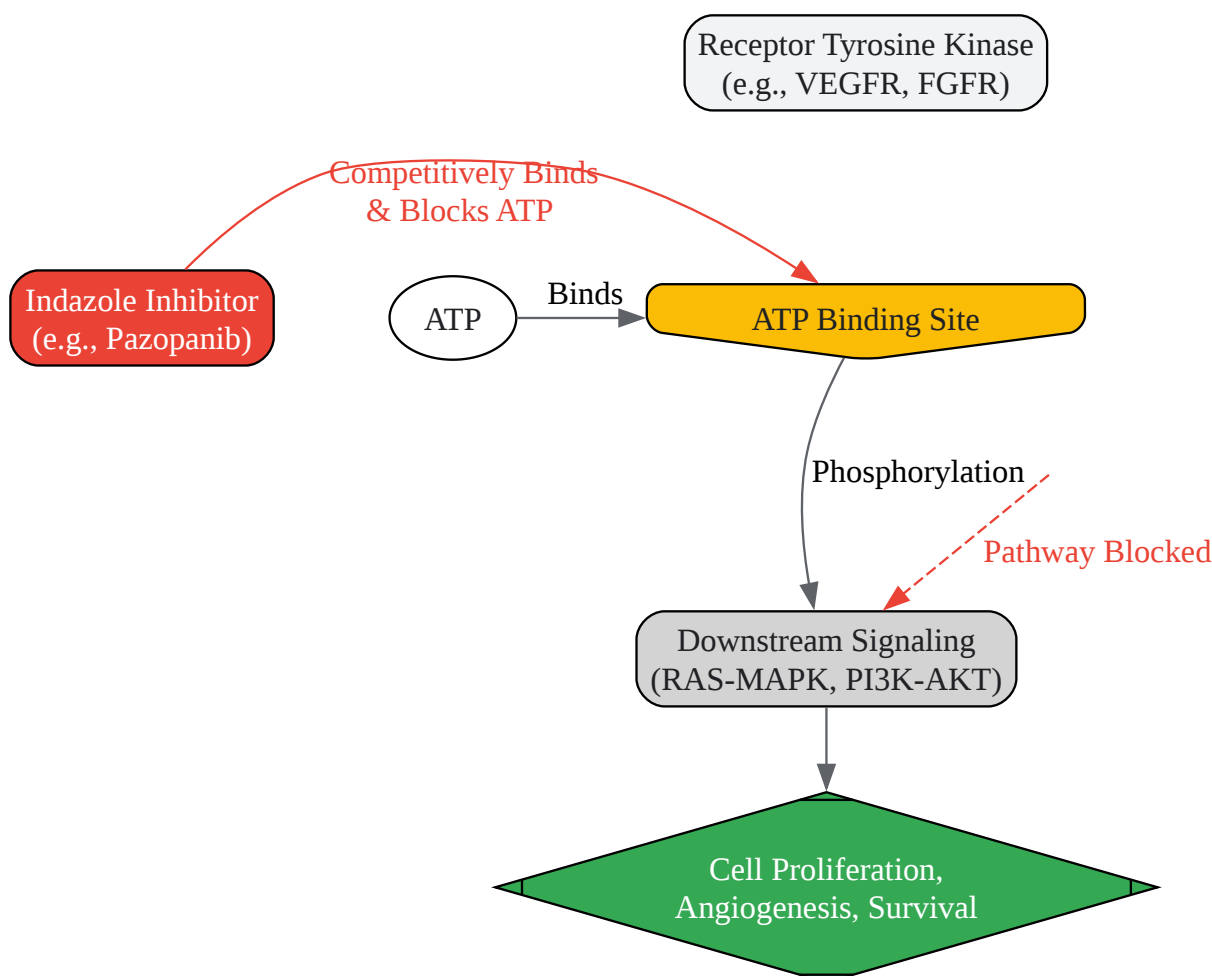 Receptor Tyrosine Kinase
(e.g., VEGFR, FGFR)
Competitively Binds
& Blocks ATP
Indazole Inhibitor
(e.g., Pazopanib)
ATP
Binds
ATP Binding Site
Phosphorylation
Pathway Blocked
Downstream Signaling
(RAS-MAPK, PI3K-AKT)
Cell Proliferation,
Angiogenesis, Survival